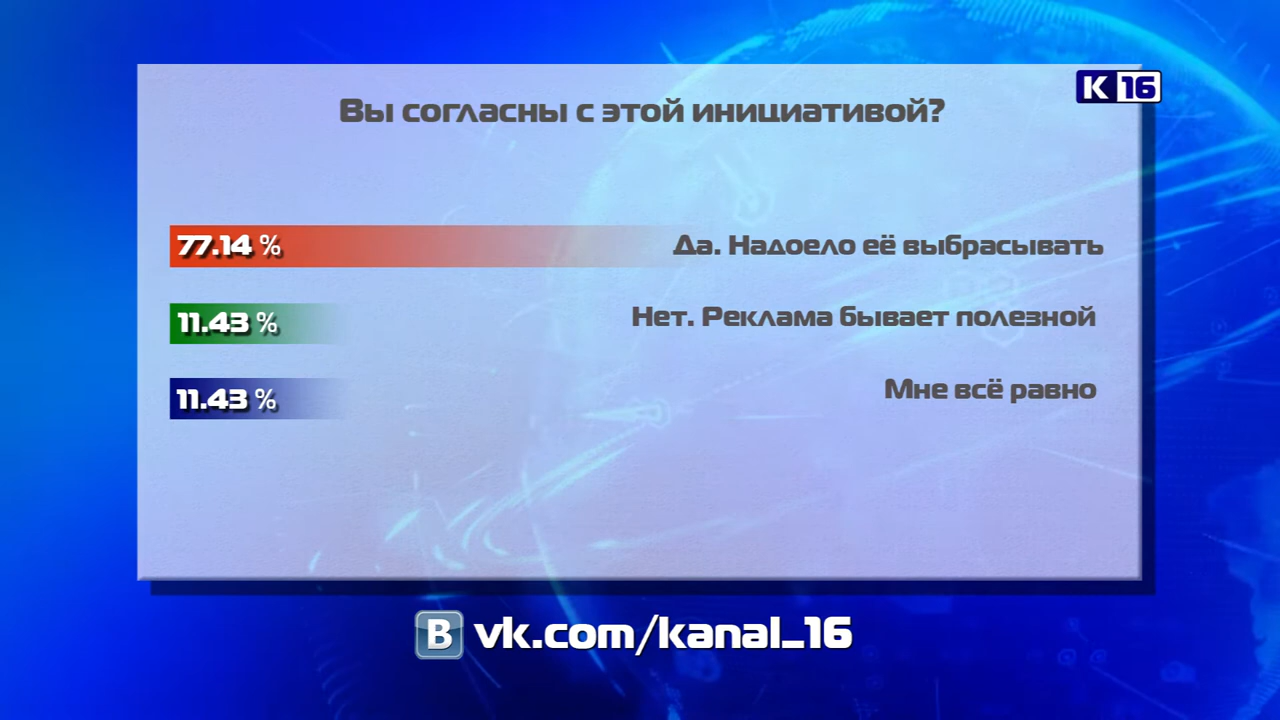 К 16
Вы согласны с этой инициативой?
77.14 % Да. Надоело её выбрасывать
11.43 % Нет. Реклама бывает полезной
11.43 % Мне всё равно
В vk.com/kanal_16